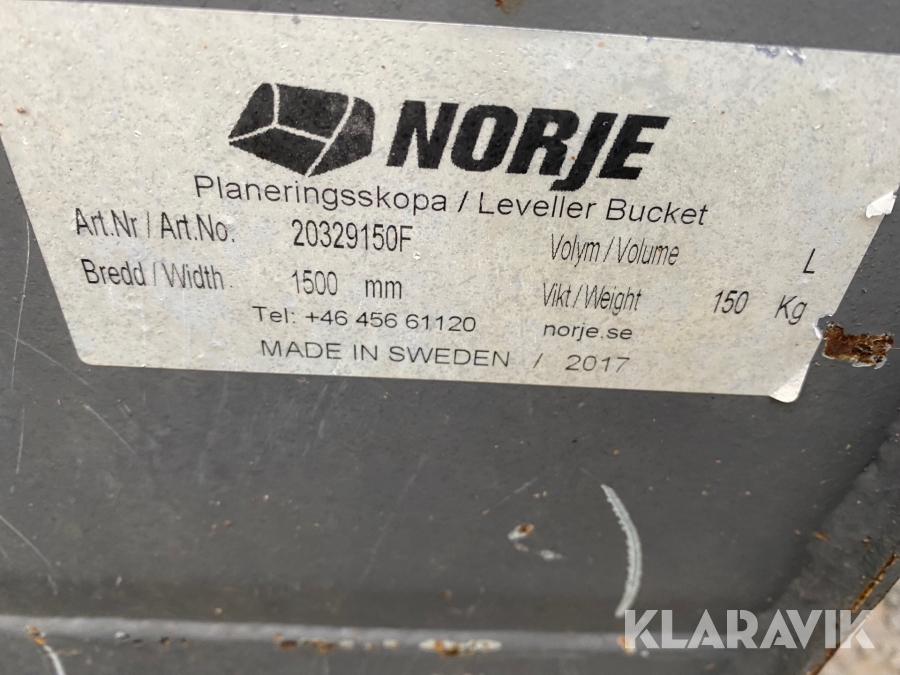 NORJE
Planeringsskopa / Leveller Bucket
Art.Nr / Art.No. 20329150F Volym / Volume L
Bredd / Width 1500 mm Vikt / Weight 150 Kg
Tel: +46 456 61120 norje.se
MADE IN SWEDEN / 2017
KLARAVIK